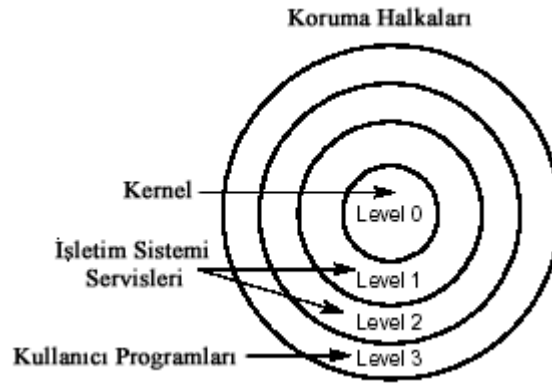 Koruma Halkaları
Kernel
Level 0
İşletim Sistemi
Servisleri
Level 1
Level 2
Kullanıcı Programları
Level 3